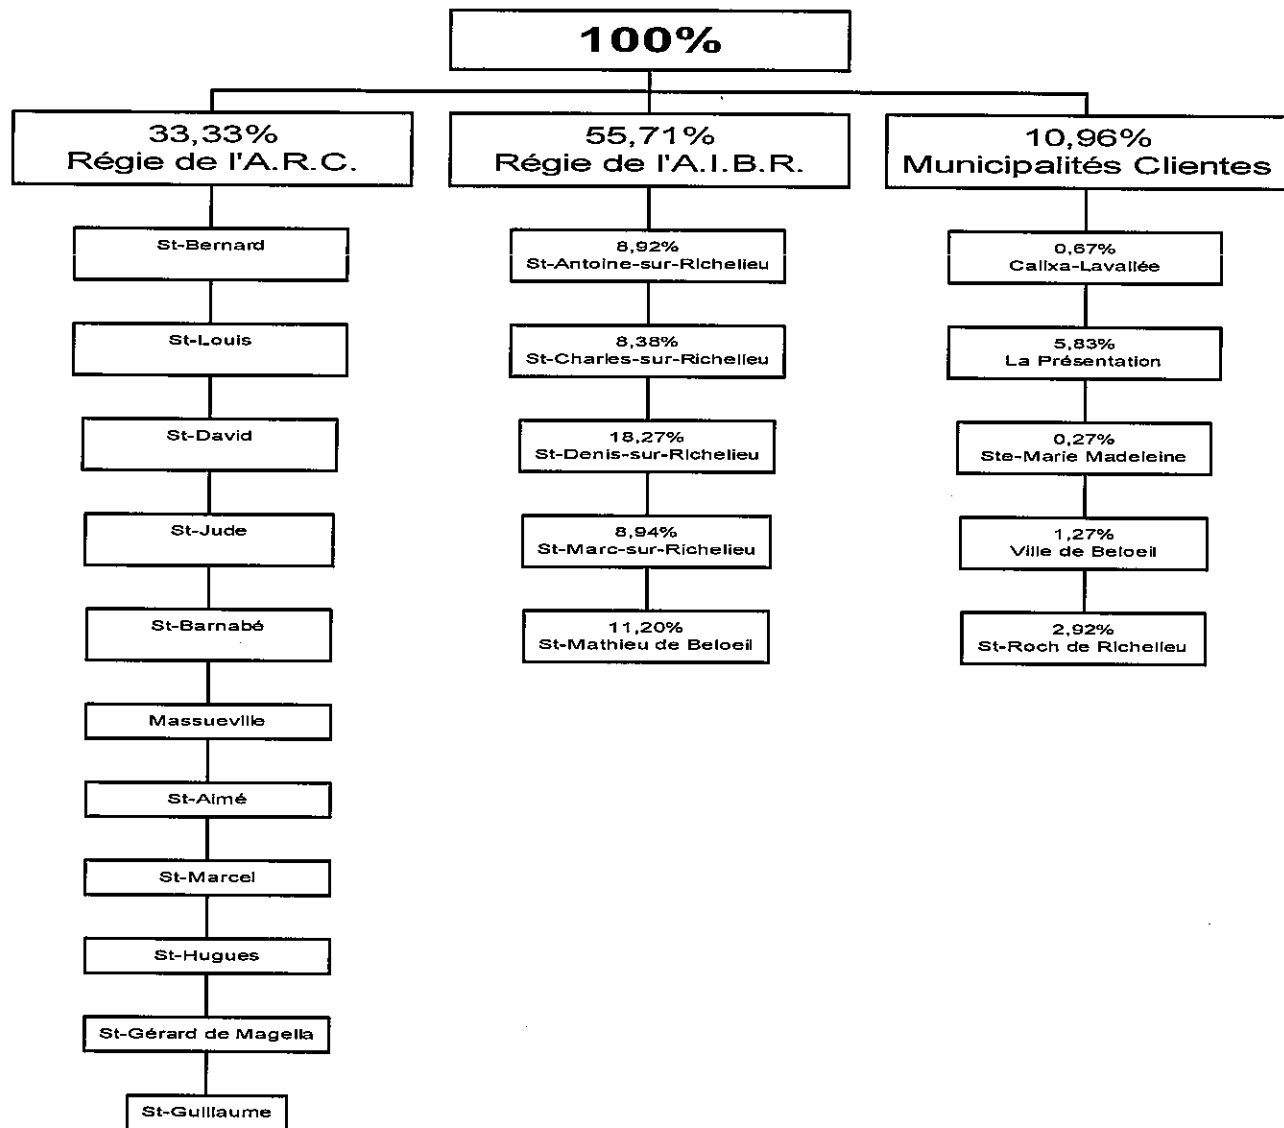 100%
33,33%
Régie de l'A.R.C.
St-Bernard
St-Louis
St-David
St-Jude
St-Barnabé
Massueville
St-Aimé
St-Marcel
St-Hugues
St-Gérard de Magella
St-Guillaume
55,71%
Régie de l'A.I.B.R.
8,92%
St-Antoine-sur-Richelieu
8,38%
St-Charles-sur-Richelieu
18,27%
St-Denis-sur-Richelieu
8,94%
St-Marc-sur-Richelieu
11,20%
St-Mathieu de Beloeil
10,96%
Municipalités Clientes
0,67%
Calixa-Lavallée
5,83%
La Présentation
0,27%
Ste-Marie Madeleine
1,27%
Ville de Beloeil
2,92%
St-Roch de Richelieu